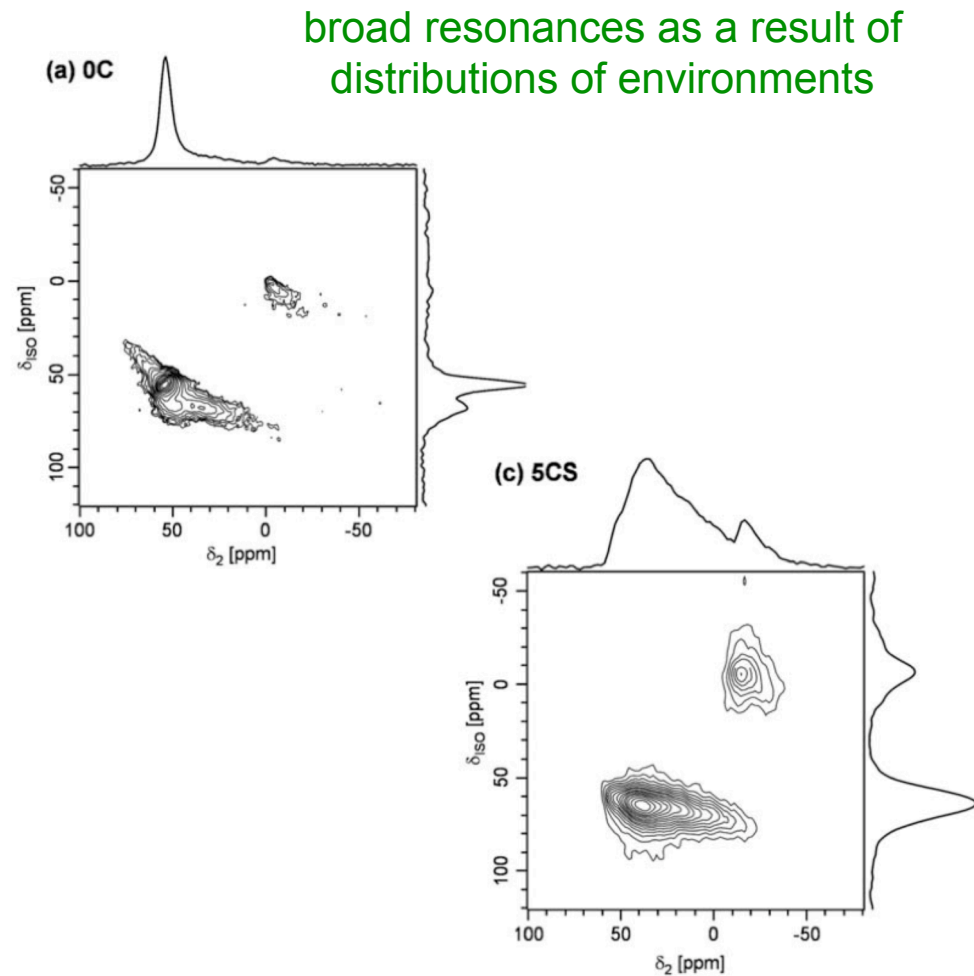 broad resonances as a result of
distributions of environments
(a) 0C
-50
0
50
100
δISO [ppm]
100 50 0 -50
δ2 [ppm]
(c) 5CS
-50
0
50
100
δISO [ppm]
100 50 0 -50
δ2 [ppm]